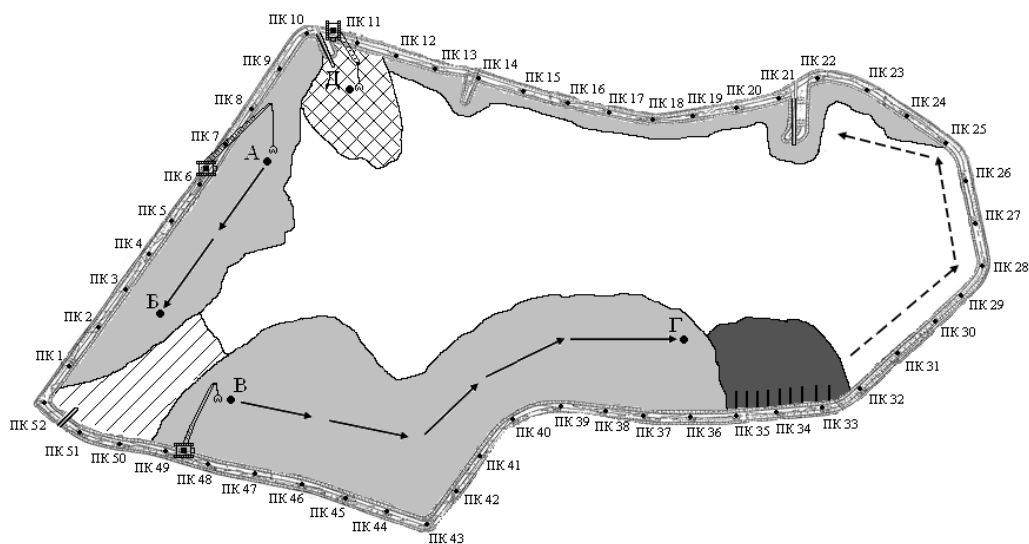 ПК 10
ПК 11
ПК 12
ПК 13
ПК 14
ПК 15
ПК 16
ПК 17
ПК 18
ПК 19
ПК 20
ПК 21
ПК 22
ПК 23
ПК 24
ПК 25
ПК 26
ПК 27
ПК 28
ПК 29
ПК 30
ПК 31
ПК 32
ПК 33
ПК 34
ПК 35
ПК 36
ПК 37
ПК 38
ПК 39
ПК 40
ПК 41
ПК 42
ПК 43
ПК 44
ПК 45
ПК 46
ПК 47
ПК 48
ПК 49
ПК 50
ПК 51
ПК 52
ПК 1
ПК 2
ПК 3
ПК 4
ПК 5
ПК 6
ПК 7
ПК 8
ПК 9
Д
А
Б
В
Г